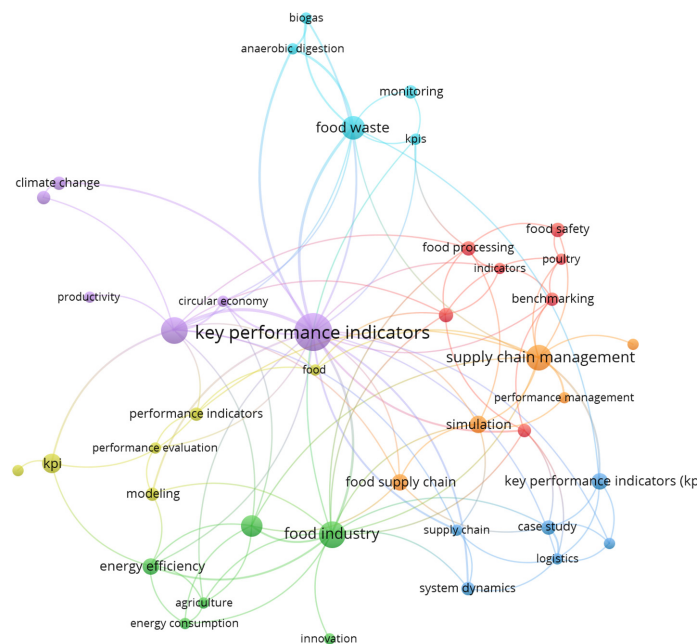 biogas
anaerobic digestion
monitoring
food waste
kpis
climate change
food safety
food processing
poultry
indicators
productivity
circular economy
benchmarking
key performance indicators
supply chain management
food
performance management
performance indicators
simulation
performance evaluation
kpi
food supply chain
key performance indicators (kp
modeling
supply chain
case study
food industry
logistics
energy efficiency
system dynamics
agriculture
energy consumption
innovation